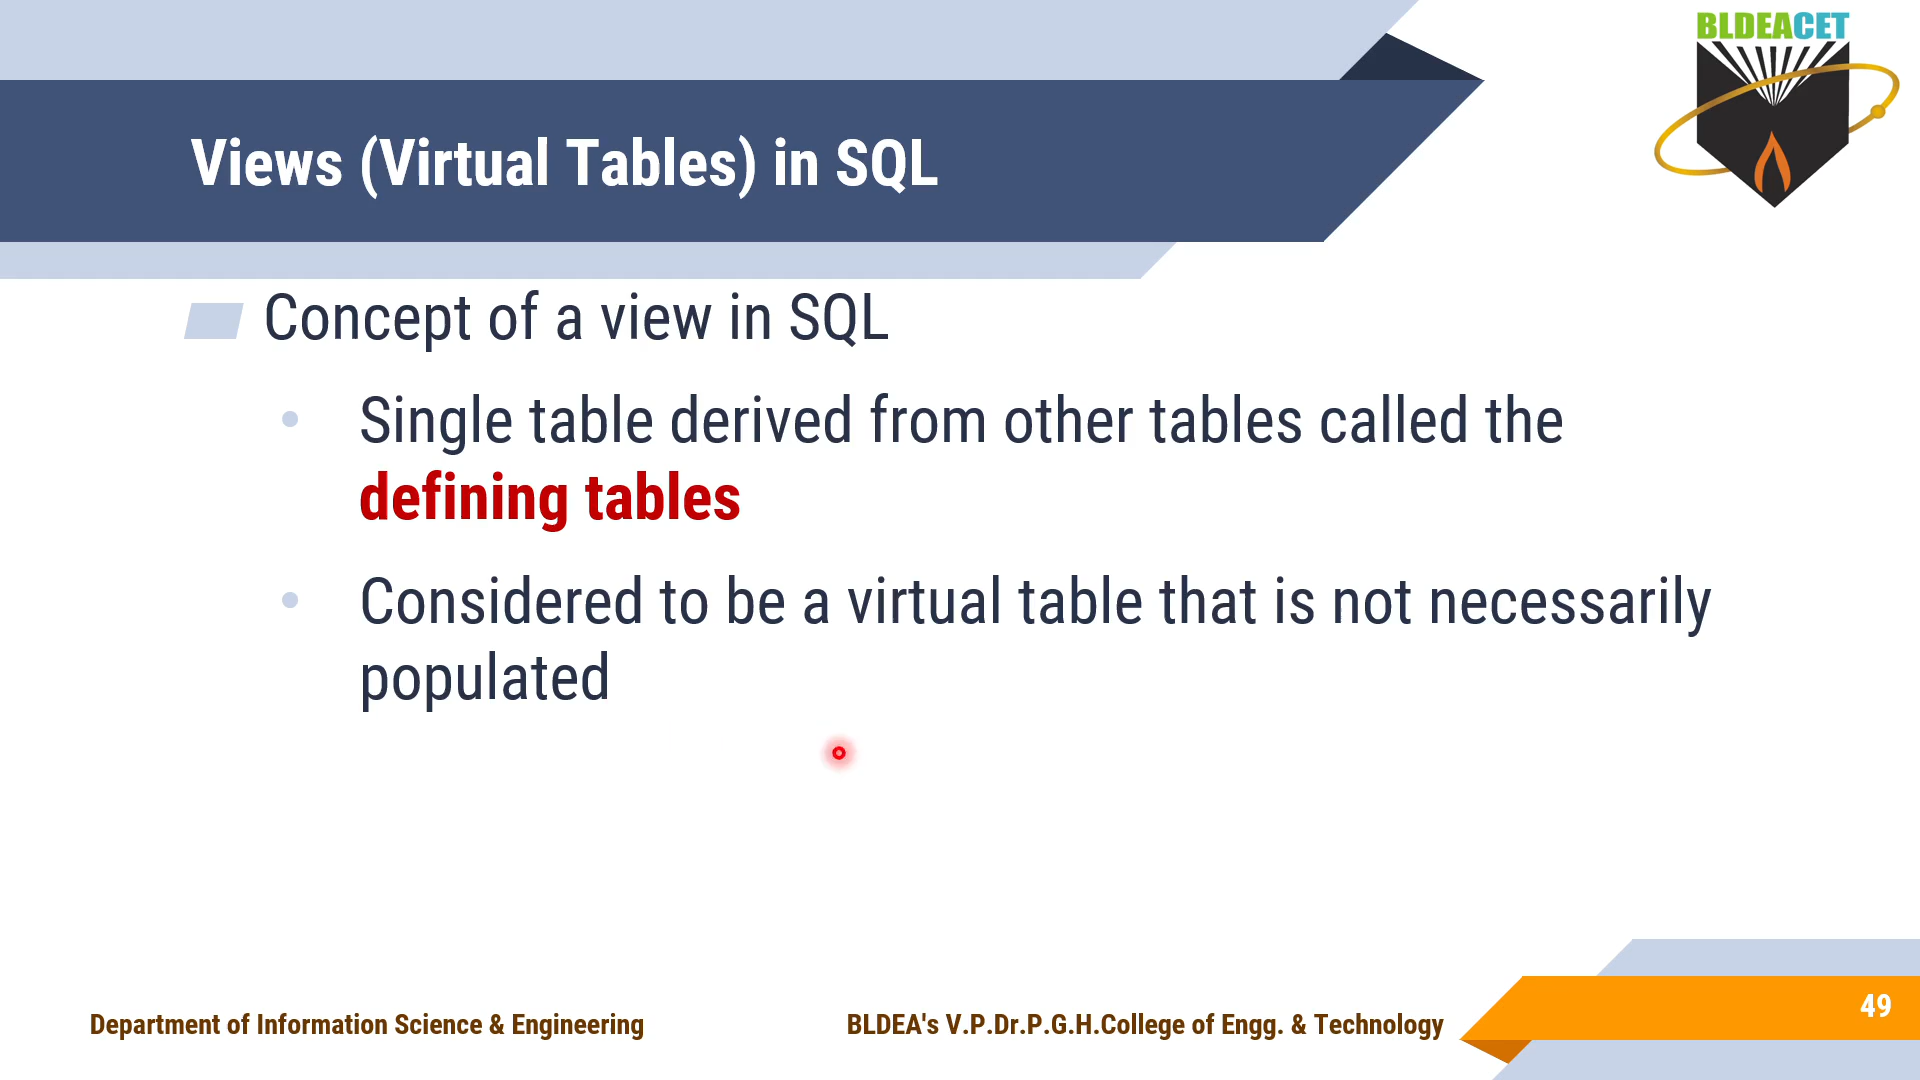 BLDEACET
Views (Virtual Tables) in SQL
Concept of a view in SQL
• Single table derived from other tables called the
defining tables
• Considered to be a virtual table that is not necessarily
populated
49
Department of Information Science & Engineering
BLDEA's V.P.Dr.P.G.H.College of Engg. & Technology